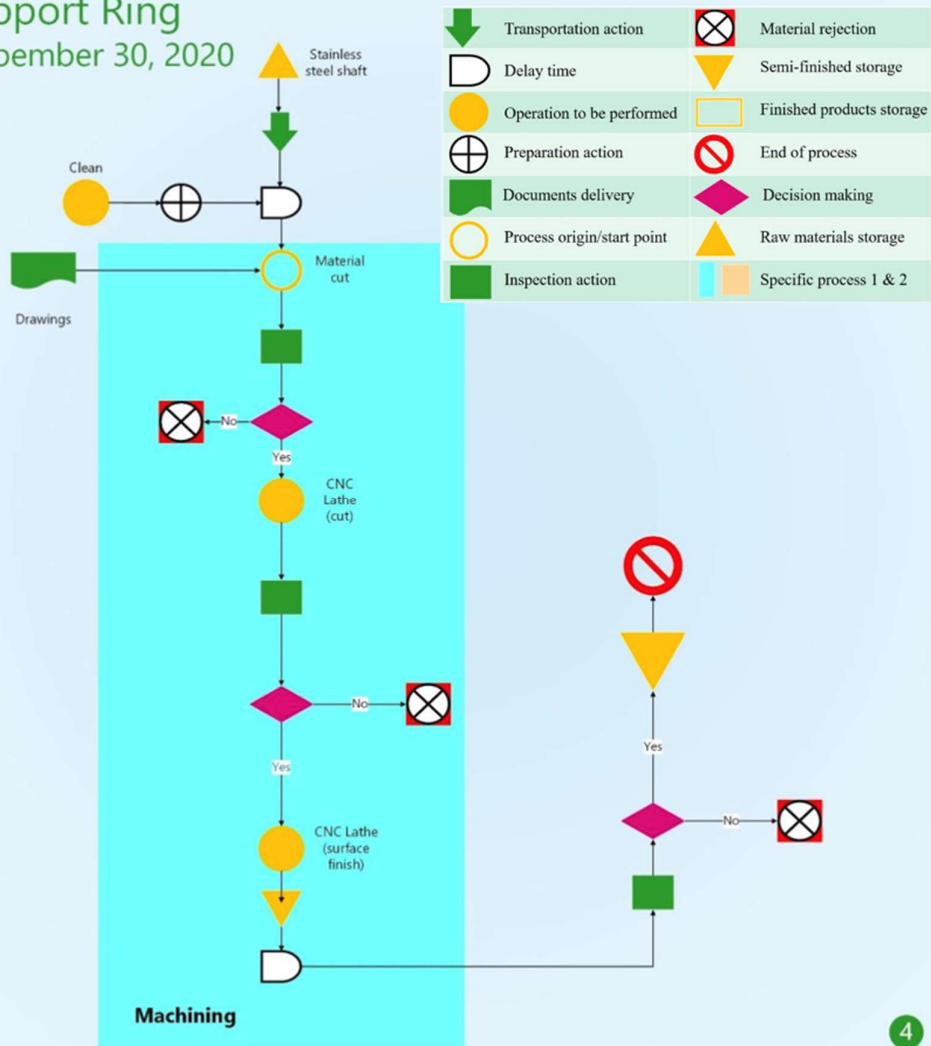 pport Ring
ember 30, 2020
Transportation action
Material rejection
Delay time
Semi-finished storage
Operation to be performed
Finished products storage
Preparation action
End of process
Documents delivery
Decision making
Process origin/start point
Raw materials storage
Inspection action
Specific process 1 & 2
Stainless
steel shaft
Clean
Material
cut
Drawings
No
Yes
CNC
Lathe
(cut)
No
Yes
CNC Lathe
(surface
finish)
Yes
No
Machining
4